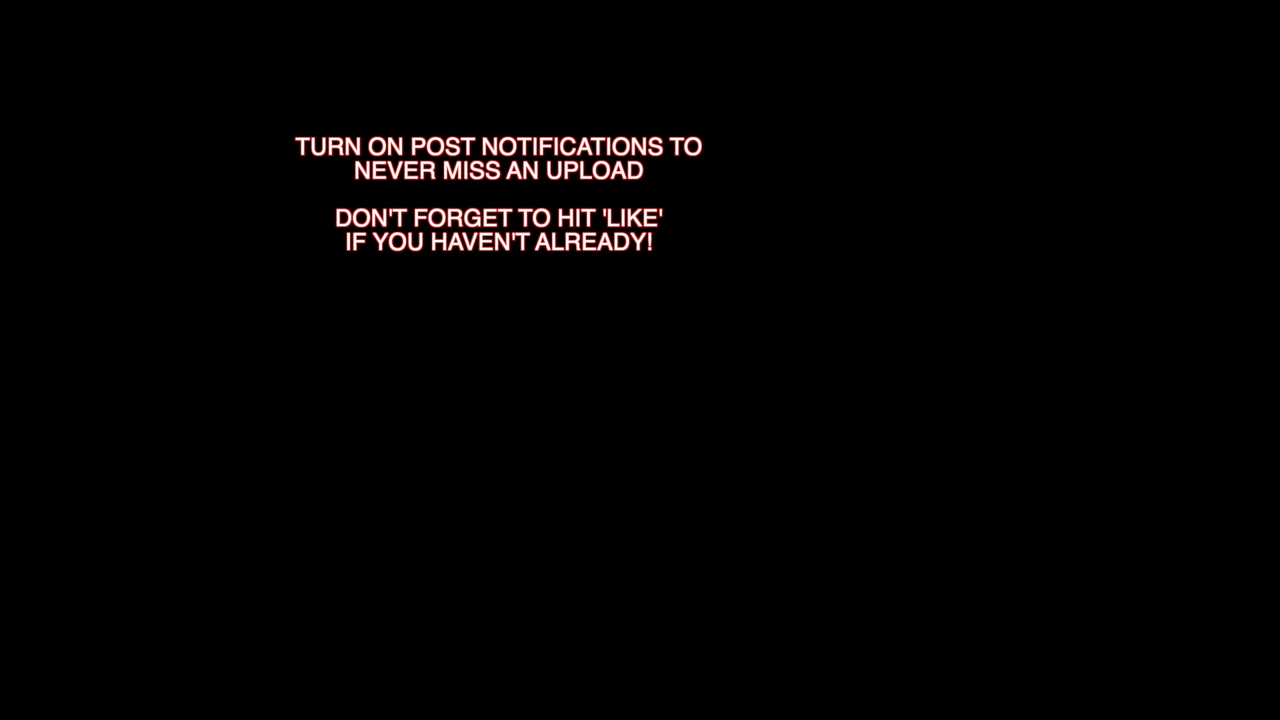 TURN ON POST NOTIFICATIONS TO
NEVER MISS AN UPLOAD
DON'T FORGET TO HIT 'LIKE'
IF YOU HAVEN'T ALREADY!